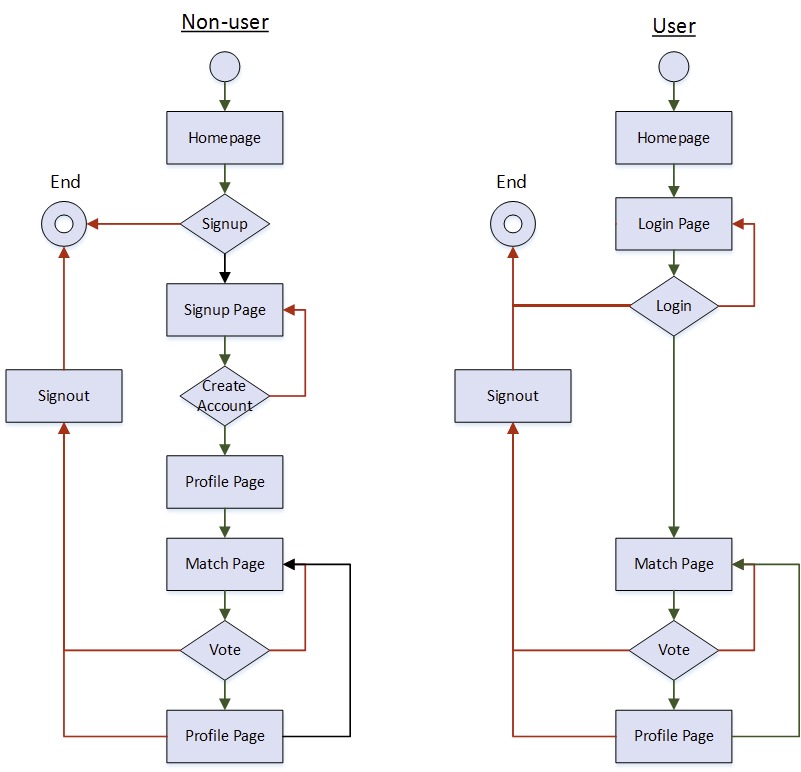 Non-user
Homepage
End
Signup
Signup Page
Create
Account
Signout
Profile Page
Match Page
Vote
Profile Page
User
Homepage
End
Login Page
Login
Signout
Match Page
Vote
Profile Page